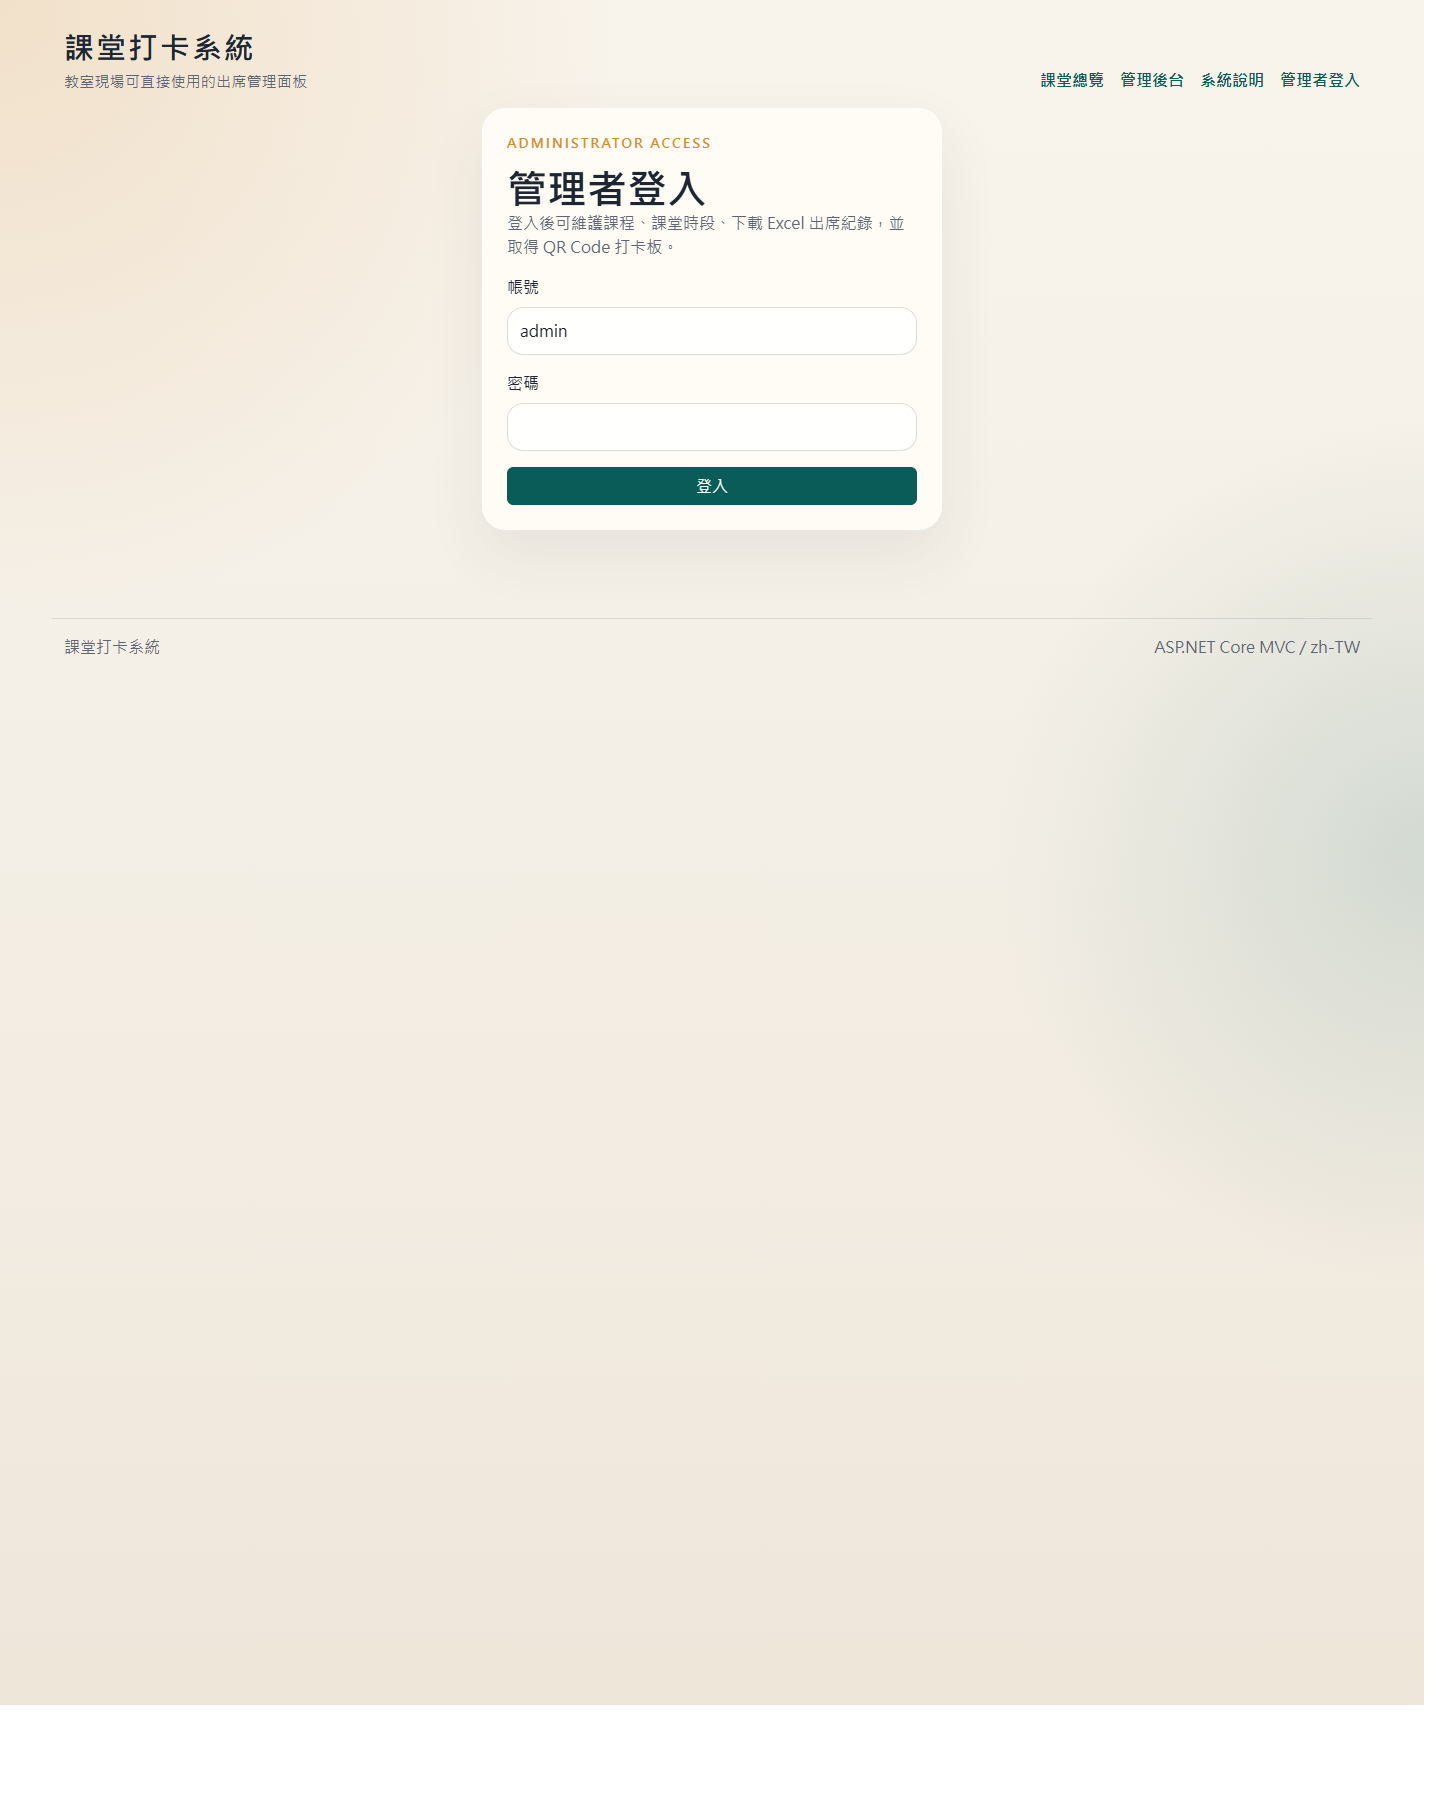 課堂打卡系統
教室現場可直接使用的出席管理面板
課堂總覽 管理後台 系統說明 管理者登入
ADMINISTRATOR ACCESS
管理者登入
登入後可維護課程、課堂時段、下載 Excel 出席紀錄，並
取得 QR Code 打卡板。
帳號
admin
密碼
登入
課堂打卡系統
ASP.NET Core MVC / zh-TW